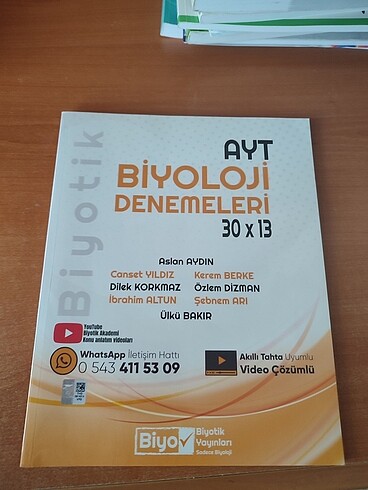 Biyotik
AYT
BİYOLOJİ
DENEMELERİ
30 x 13
Aslan AYDIN
Canset YILDIZ Kerem BERKE
Dilek KORKMAZ Özlem DİZMAN
İbrahim ALTUN Şebnem ARI
Ülkü BAKIR
YouTube
Biyotik Akademi
Konu anlatım videoları
WhatsApp İletişim Hattı
0 543 411 53 09
Akıllı Tahta Uyumlu
Video Çözümlü
Biyo
Biyotik
Yayınları
Sadece Biyoloji